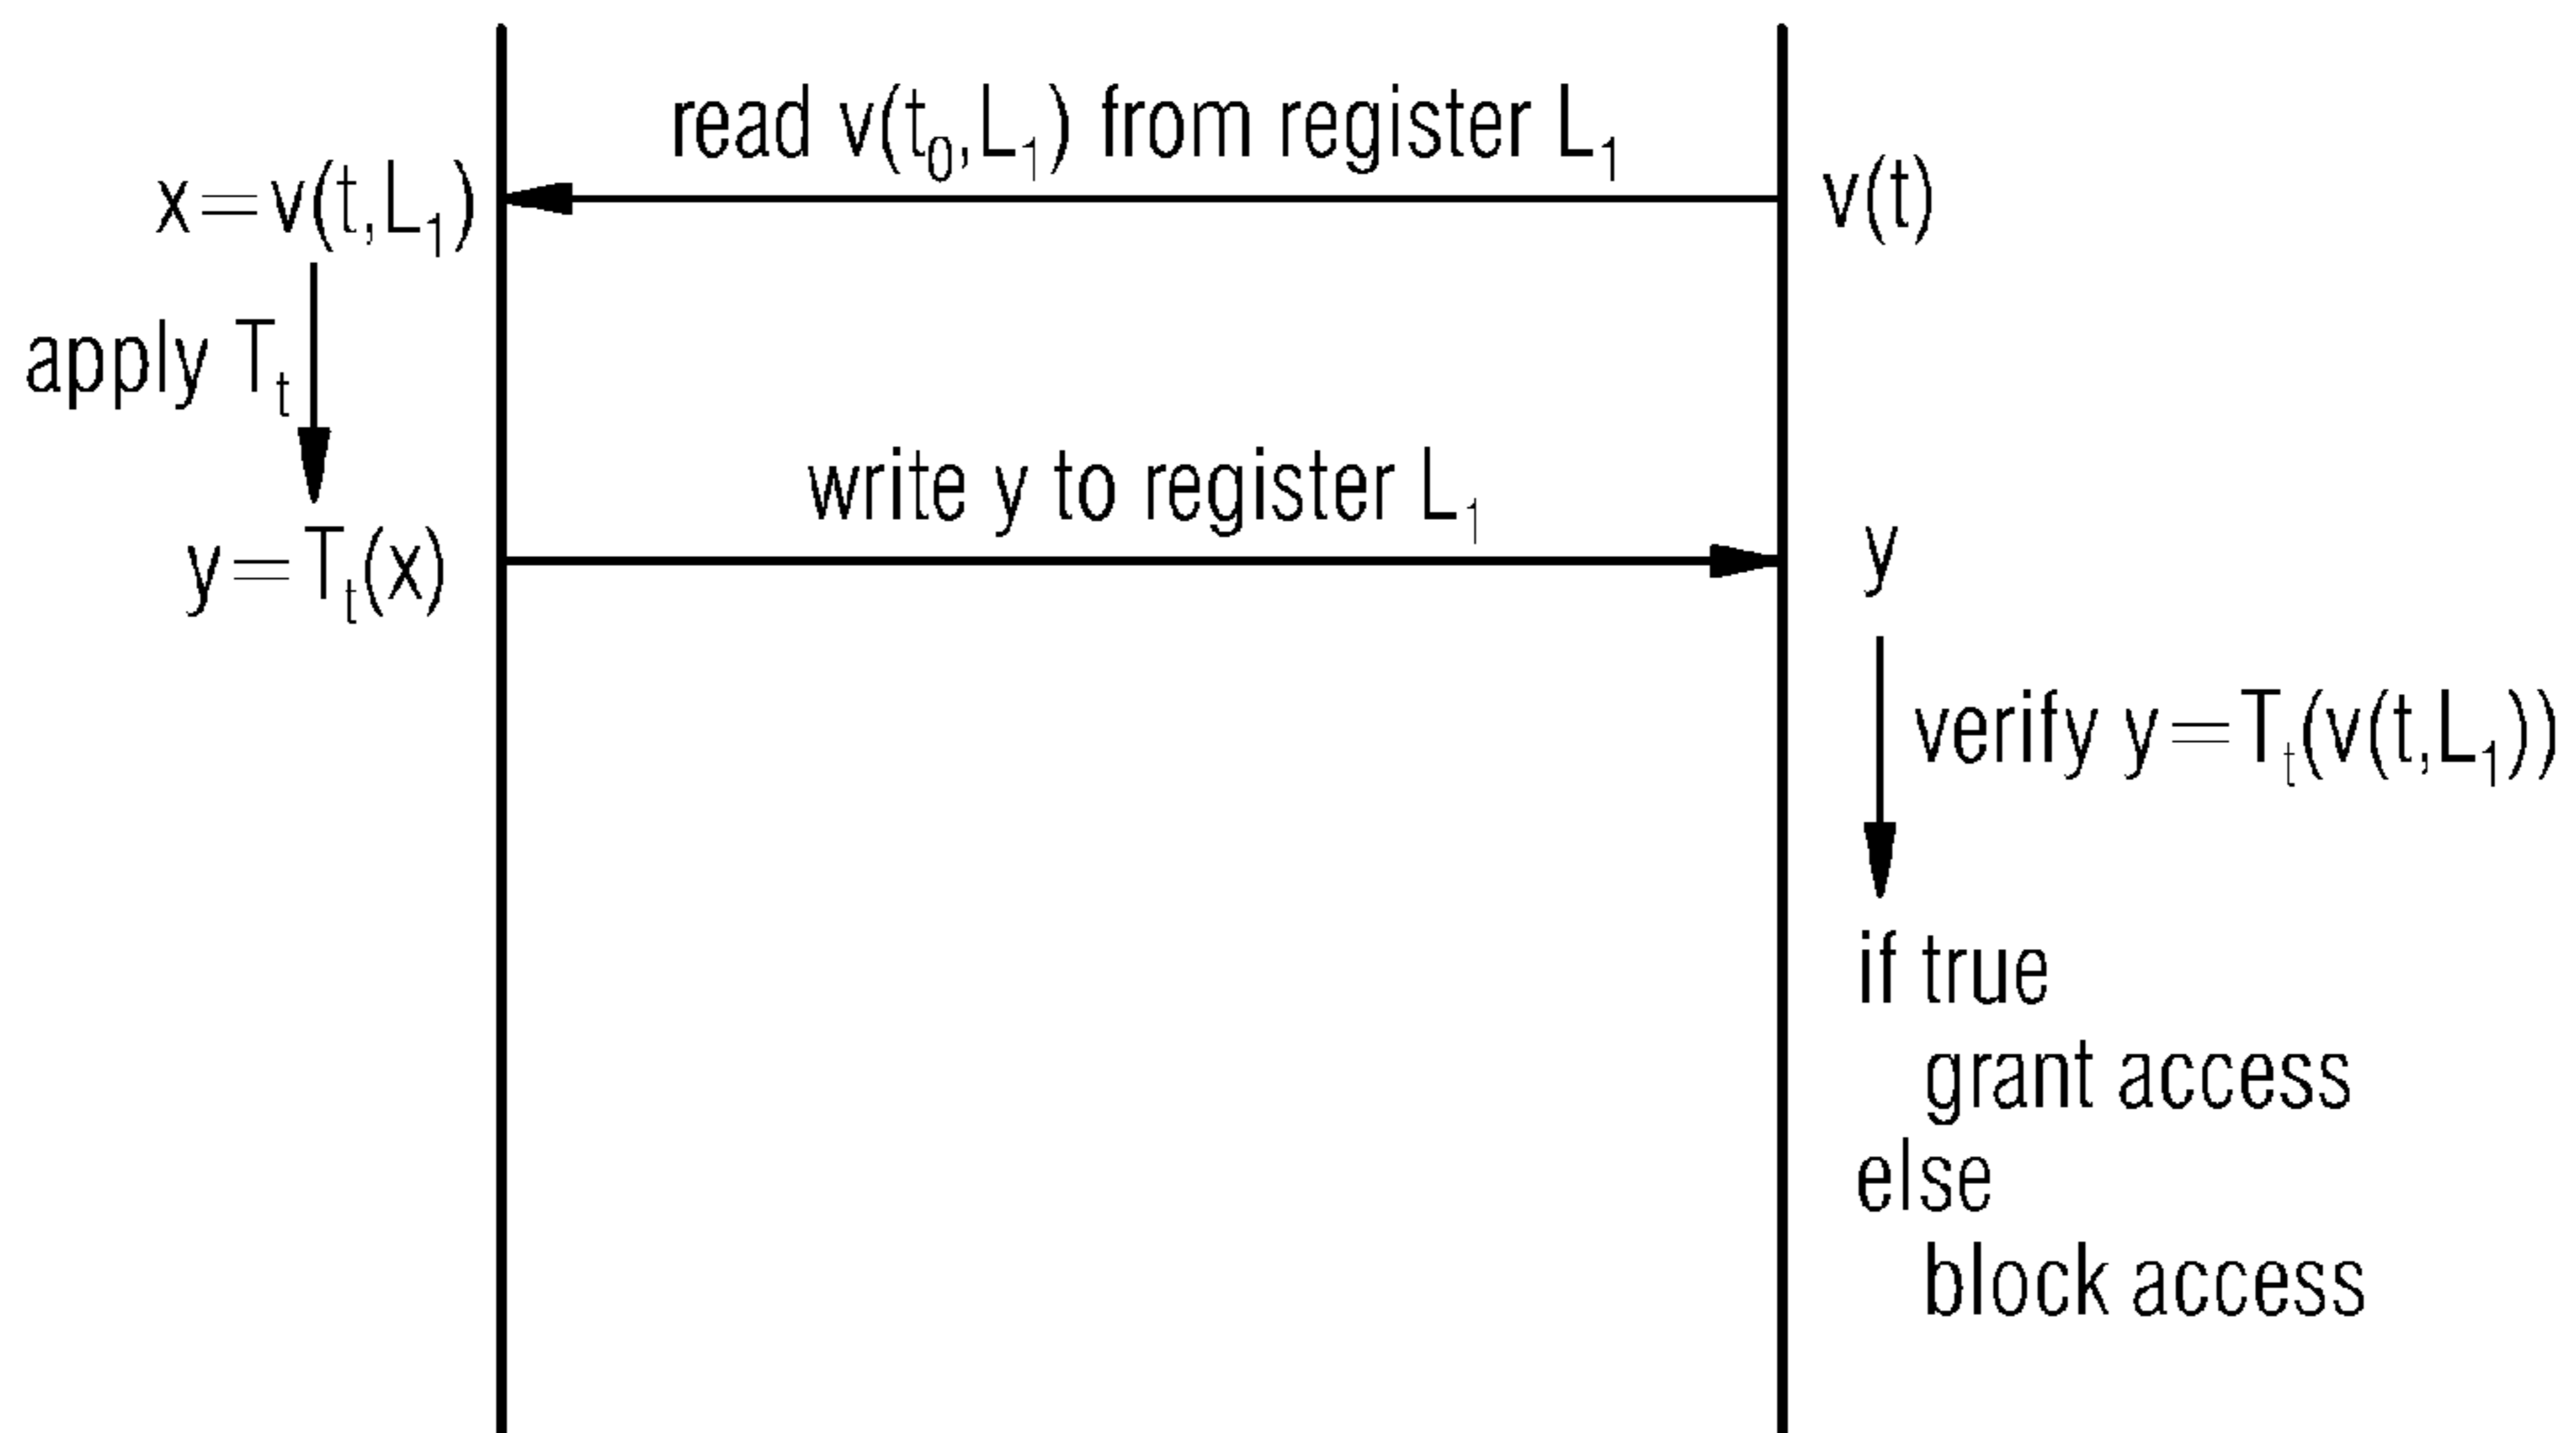 read v(t₀,L₁) from register L₁
x=v(t,L₁)
v(t)
apply Tₜ
write y to register L₁
y=Tₜ(x)
y
verify y=Tₜ(v(t,L₁))
if true
grant access
else
block access